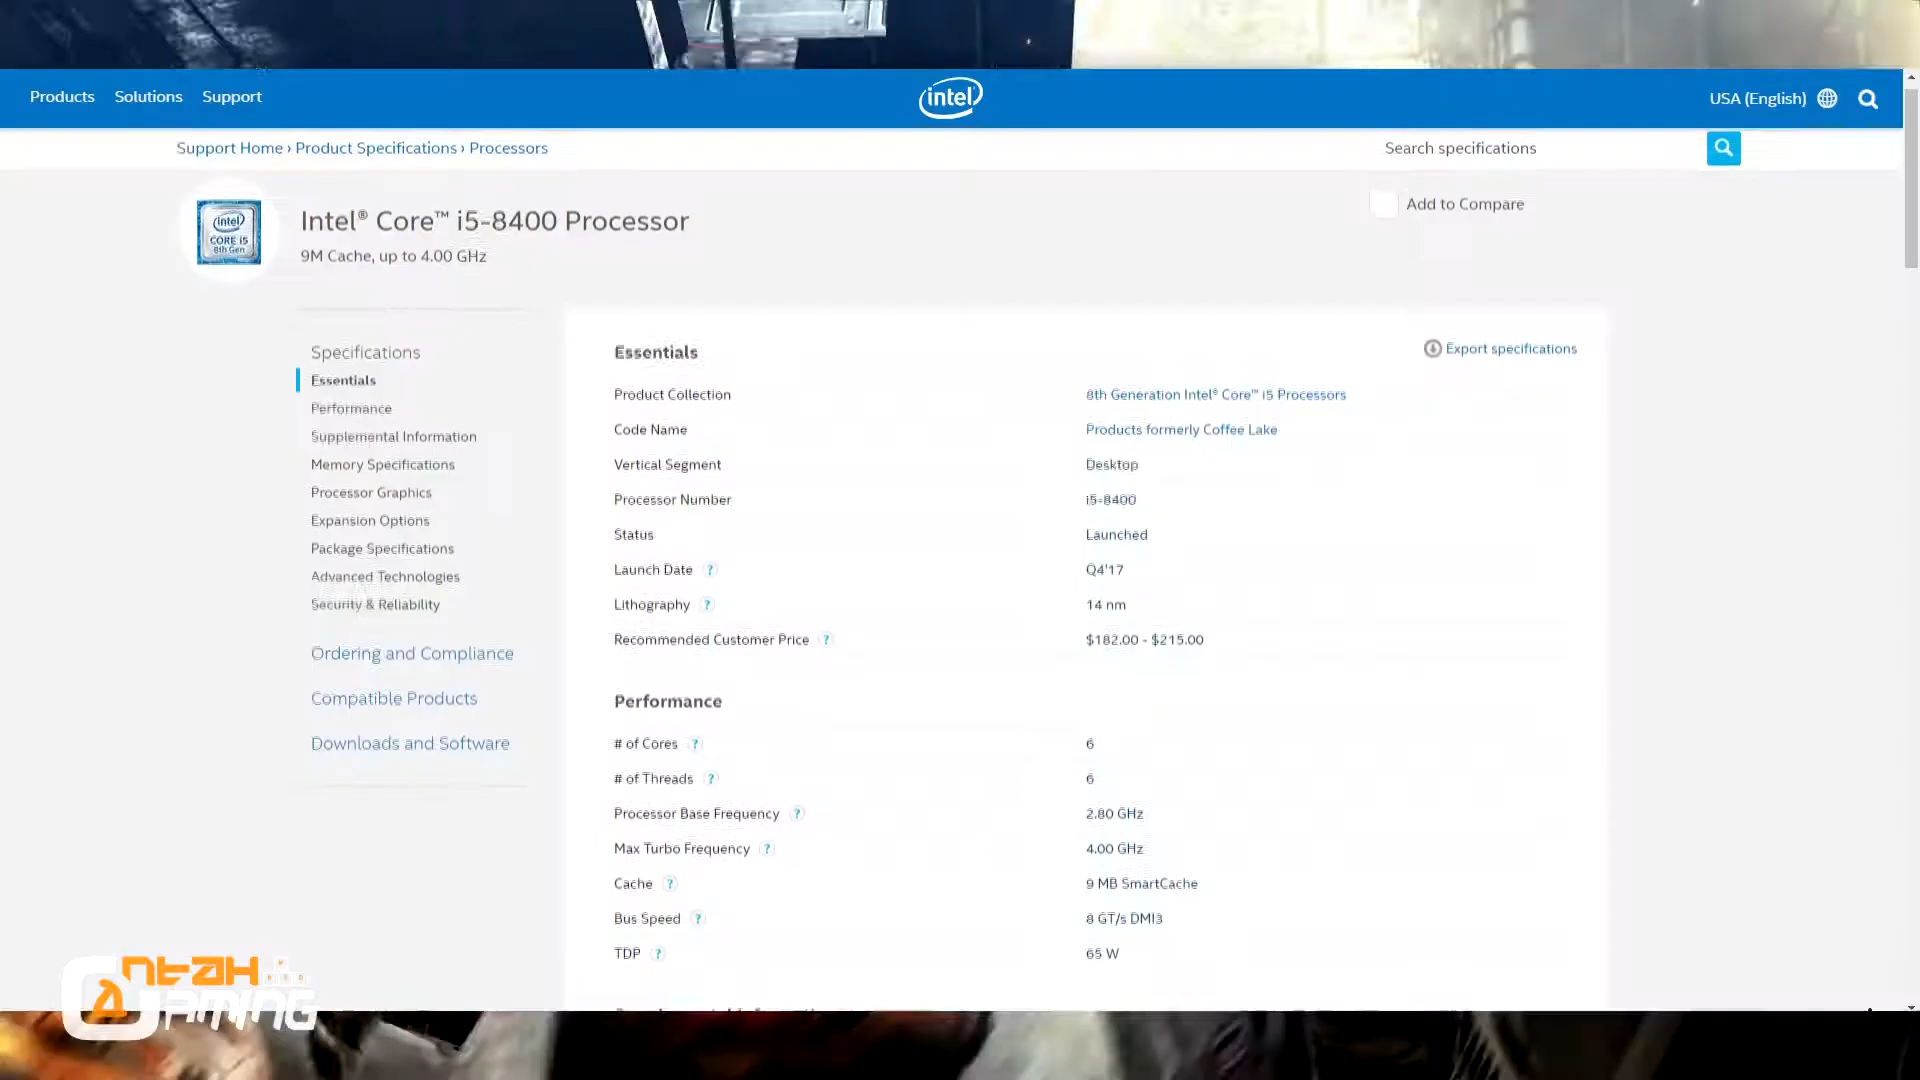 Products Solutions Support
intel
USA (English)
Support Home › Product Specifications › Processors
Search specifications
intel
CORE i5
8th Gen
Intel® Core™ i5-8400 Processor
9M Cache, up to 4.00 GHz
Add to Compare
Specifications
Essentials
Performance
Supplemental Information
Memory Specifications
Processor Graphics
Expansion Options
Package Specifications
Advanced Technologies
Security & Reliability
Ordering and Compliance
Compatible Products
Downloads and Software
Essentials
Export specifications
Product Collection 8th Generation Intel® Core™ i5 Processors
Code Name Products formerly Coffee Lake
Vertical Segment Desktop
Processor Number i5-8400
Status Launched
Launch Date ? Q4'17
Lithography ? 14 nm
Recommended Customer Price ? $182.00 - $215.00
Performance
# of Cores ? 6
# of Threads ? 6
Processor Base Frequency ? 2.80 GHz
Max Turbo Frequency ? 4.00 GHz
Cache ? 9 MB SmartCache
Bus Speed ? 8 GT/s DMI3
TDP ? 65 W